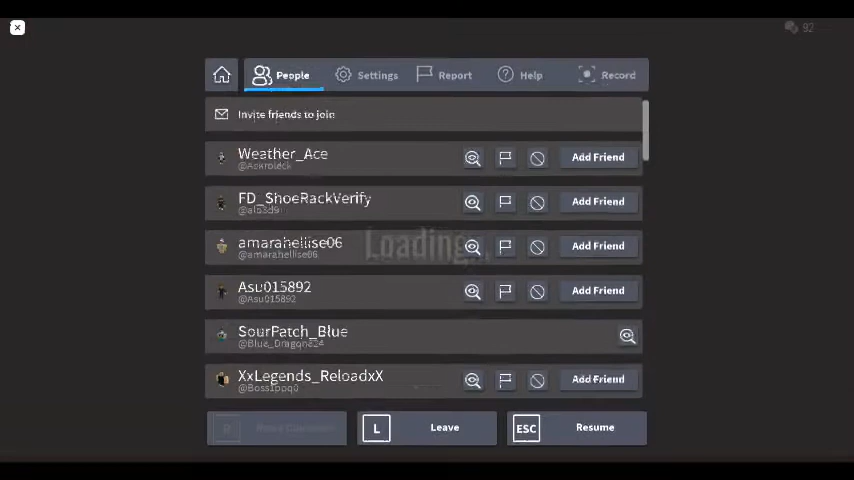 92
People
Settings
Report
Help
Record
Invite friends to join
Weather_Ace
Add Friend
FD_ShoeRackVerify
Add Friend
amarahellise06
@amarahellise06
Loading
Add Friend
Asu015892
@Asu015892
Add Friend
SourPatch_Blue
XxLegends_ReloadxX
Add Friend
L
Leave
ESC
Resume